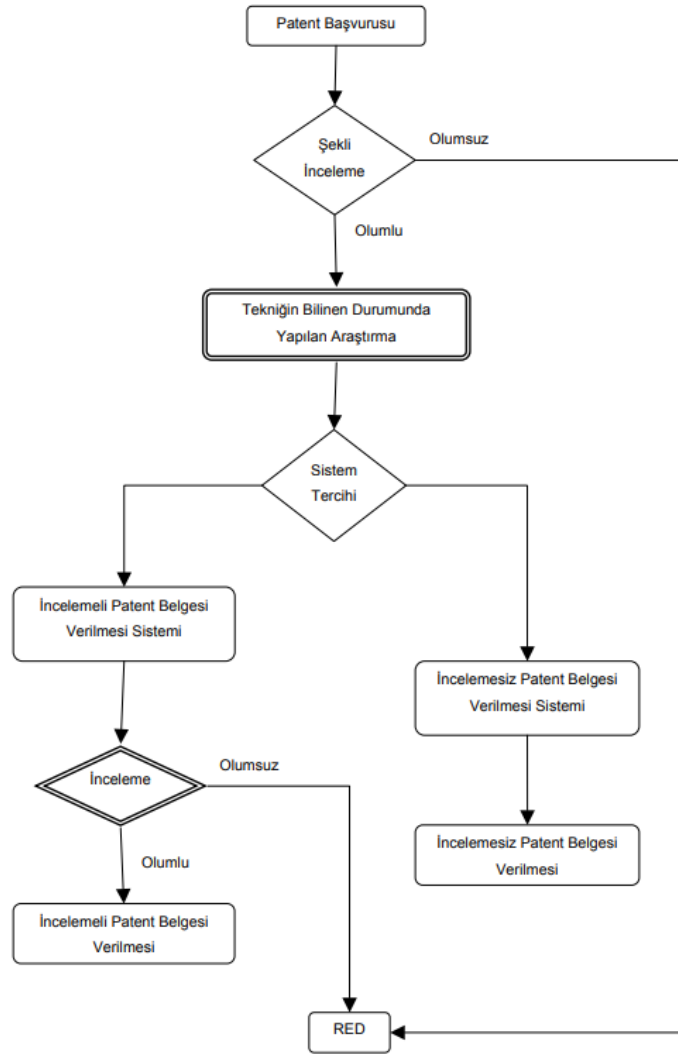 Patent Başvurusu
Şekli
İnceleme
Olumsuz
Olumlu
Tekniğin Bilinen Durumunda
Yapılan Araştırma
Sistem
Tercihi
İncelemeli Patent Belgesi
Verilmesi Sistemi
İncelemesiz Patent Belgesi
Verilmesi Sistemi
İnceleme
Olumsuz
Olumlu
İncelemesiz Patent Belgesi
Verilmesi
İncelemeli Patent Belgesi
Verilmesi
RED